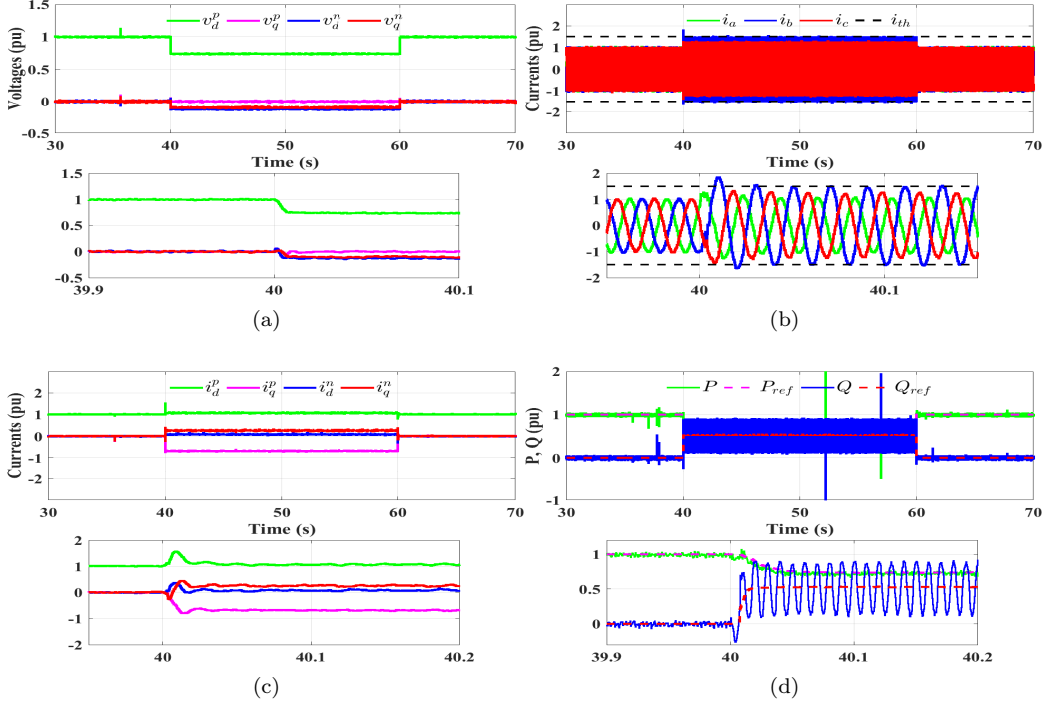 v_d^p v_q^p v_d^n v_q^n
Voltages (pu)
1.5
1
0.5
0
-0.5
30 40 50 60 70
Time (s)
1.5
1
0.5
0
-0.5
39.9 40 40.1
(a)
i_a i_b i_c i_th
Currents (pu)
3
2
1
0
-1
-2
30 40 50 60 70
Time (s)
2
1
0
-1
-2
40 40.1
(b)
i_d^p i_q^p i_d^n i_q^n
Currents (pu)
2
1
0
-1
-2
30 40 50 60 70
Time (s)
2
1
0
-1
-2
40 40.1 40.2
(c)
P P_ref Q Q_ref
P, Q (pu)
2
1
0
-1
30 40 50 60 70
Time (s)
1
0.5
0
39.9 40 40.1 40.2
(d)